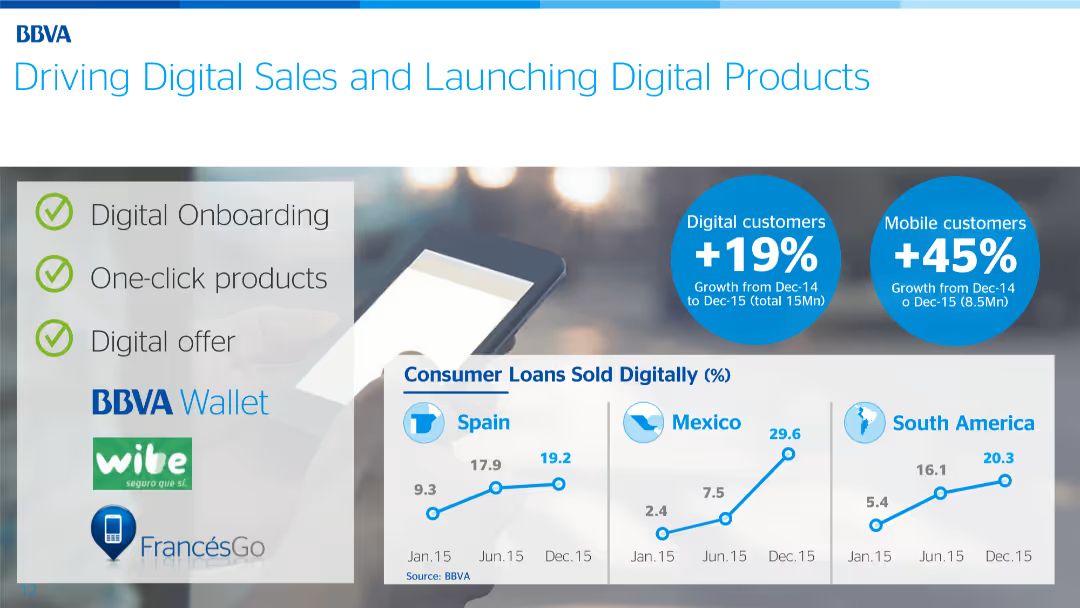 BBVA
Driving Digital Sales and Launching Digital Products
Digital Onboarding
One-click products
Digital offer
BBVA Wallet
wibe
seguro que sí.
FrancésGo
Digital customers
+19%
Growth from Dec-14
to Dec-15 (total 15Mn)
Mobile customers
+45%
Growth from Dec-14
o Dec-15 (8.5Mn)
Consumer Loans Sold Digitally (%)
Spain
9.3
17.9
19.2
Jan.15
Jun.15
Dec.15
Mexico
2.4
7.5
29.6
Jan.15
Jun.15
Dec.15
South America
5.4
16.1
20.3
Jan.15
Jun.15
Dec.15
Source: BBVA
12